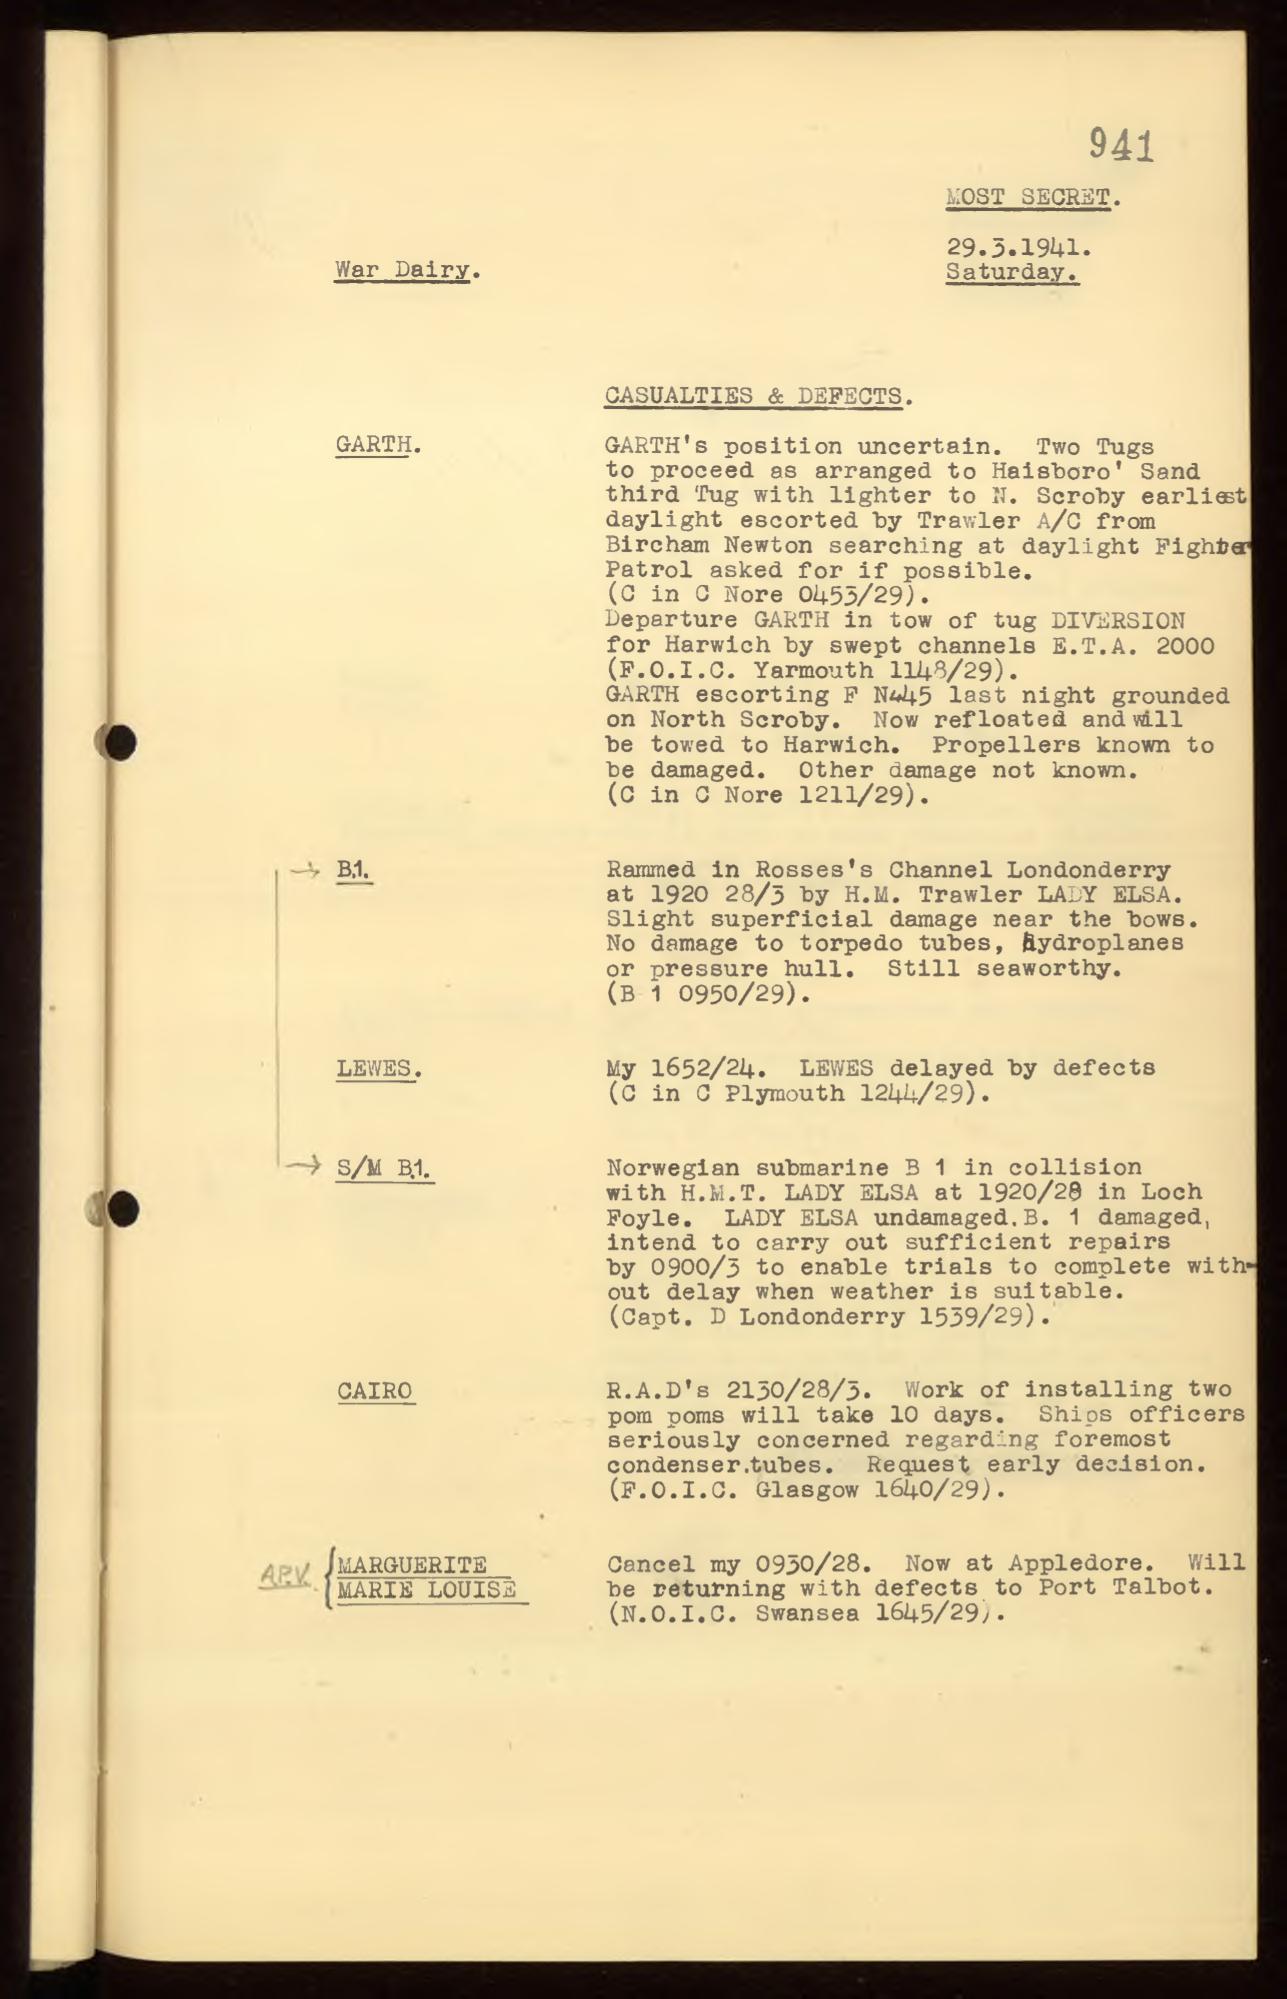 941
MOST SECRET.
29.3.1941.
War Dairy.
Saturday.
CASUALTIES & DEFECTS.
GARTH.
GARTH's position uncertain. Two Tugs
to proceed as arranged to Haisboro' Sand
third Tug with lighter to N. Scroby earliest
daylight escorted by Trawler A/C from
Bircham Newton searching at daylight Fighter
Patrol asked for if possible.
(C in C Nore 0453/29).
Departure GARTH in tow of tug DIVERSION
for Harwich by swept channels E.T.A. 2000
(F.O.I.C. Yarmouth 1148/29).
GARTH escorting F N445 last night grounded
on North Scroby. Now refloated and will
be towed to Harwich. Propellers known to
be damaged. Other damage not known.
(C in C Nore 1211/29).
→ B.1.
Rammed in Rosses's Channel Londonderry
at 1920 28/3 by H.M. Trawler LADY ELSA.
Slight superficial damage near the bows.
No damage to torpedo tubes, hydroplanes
or pressure hull. Still seaworthy.
(B 1 0950/29).
LEWES.
My 1652/24. LEWES delayed by defects
(C in C Plymouth 1244/29).
→ S/M B.1.
Norwegian submarine B 1 in collision
with H.M.T. LADY ELSA at 1920/28 in Loch
Foyle. LADY ELSA undamaged. B. 1 damaged,
intend to carry out sufficient repairs
by 0900/3 to enable trials to complete with-
out delay when weather is suitable.
(Capt. D Londonderry 1539/29).
CAIRO
R.A.D's 2130/28/3. Work of installing two
pom poms will take 10 days. Ships officers
seriously concerned regarding foremost
condenser.tubes. Request early decision.
(F.O.I.C. Glasgow 1640/29).
A.P.V. { MARGUERITE
MARIE LOUISE
Cancel my 0930/28. Now at Appledore. Will
be returning with defects to Port Talbot.
(N.O.I.C. Swansea 1645/29).